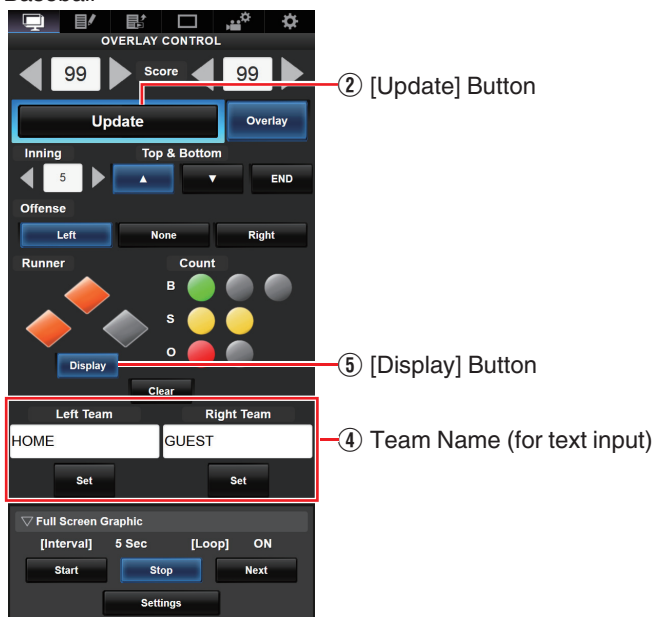 Baseball
OVERLAY CONTROL
99 Score 99
② [Update] Button
Update Overlay
Inning Top & Bottom
5 ▲ ▼ END
Offense
Left None Right
Runner Count
B
S
O
Display
⑤ [Display] Button
Clear
Left Team Right Team
HOME GUEST
④ Team Name (for text input)
Set Set
▽ Full Screen Graphic
[Interval] 5 Sec [Loop] ON
Start Stop Next
Settings